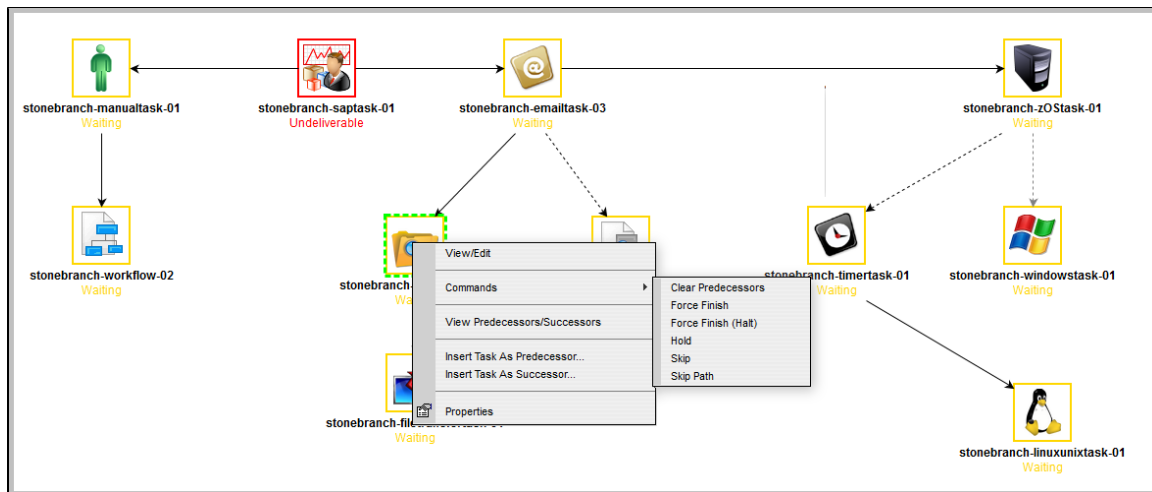 stonebranch-manualtask-01
Waiting
stonebranch-saptask-01
Undeliverable
stonebranch-emailtask-03
Waiting
stonebranch-zOStask-01
Waiting
stonebranch-workflow-02
Waiting
View/Edit
Commands
View Predecessors/Successors
Insert Task As Predecessor...
Insert Task As Successor...
Properties
Clear Predecessors
Force Finish
Force Finish (Halt)
Hold
Skip
Skip Path
stonebranch-timertask-01
Waiting
stonebranch-windowstask-01
Waiting
Waiting
stonebranch-linuxunixtask-01
Waiting